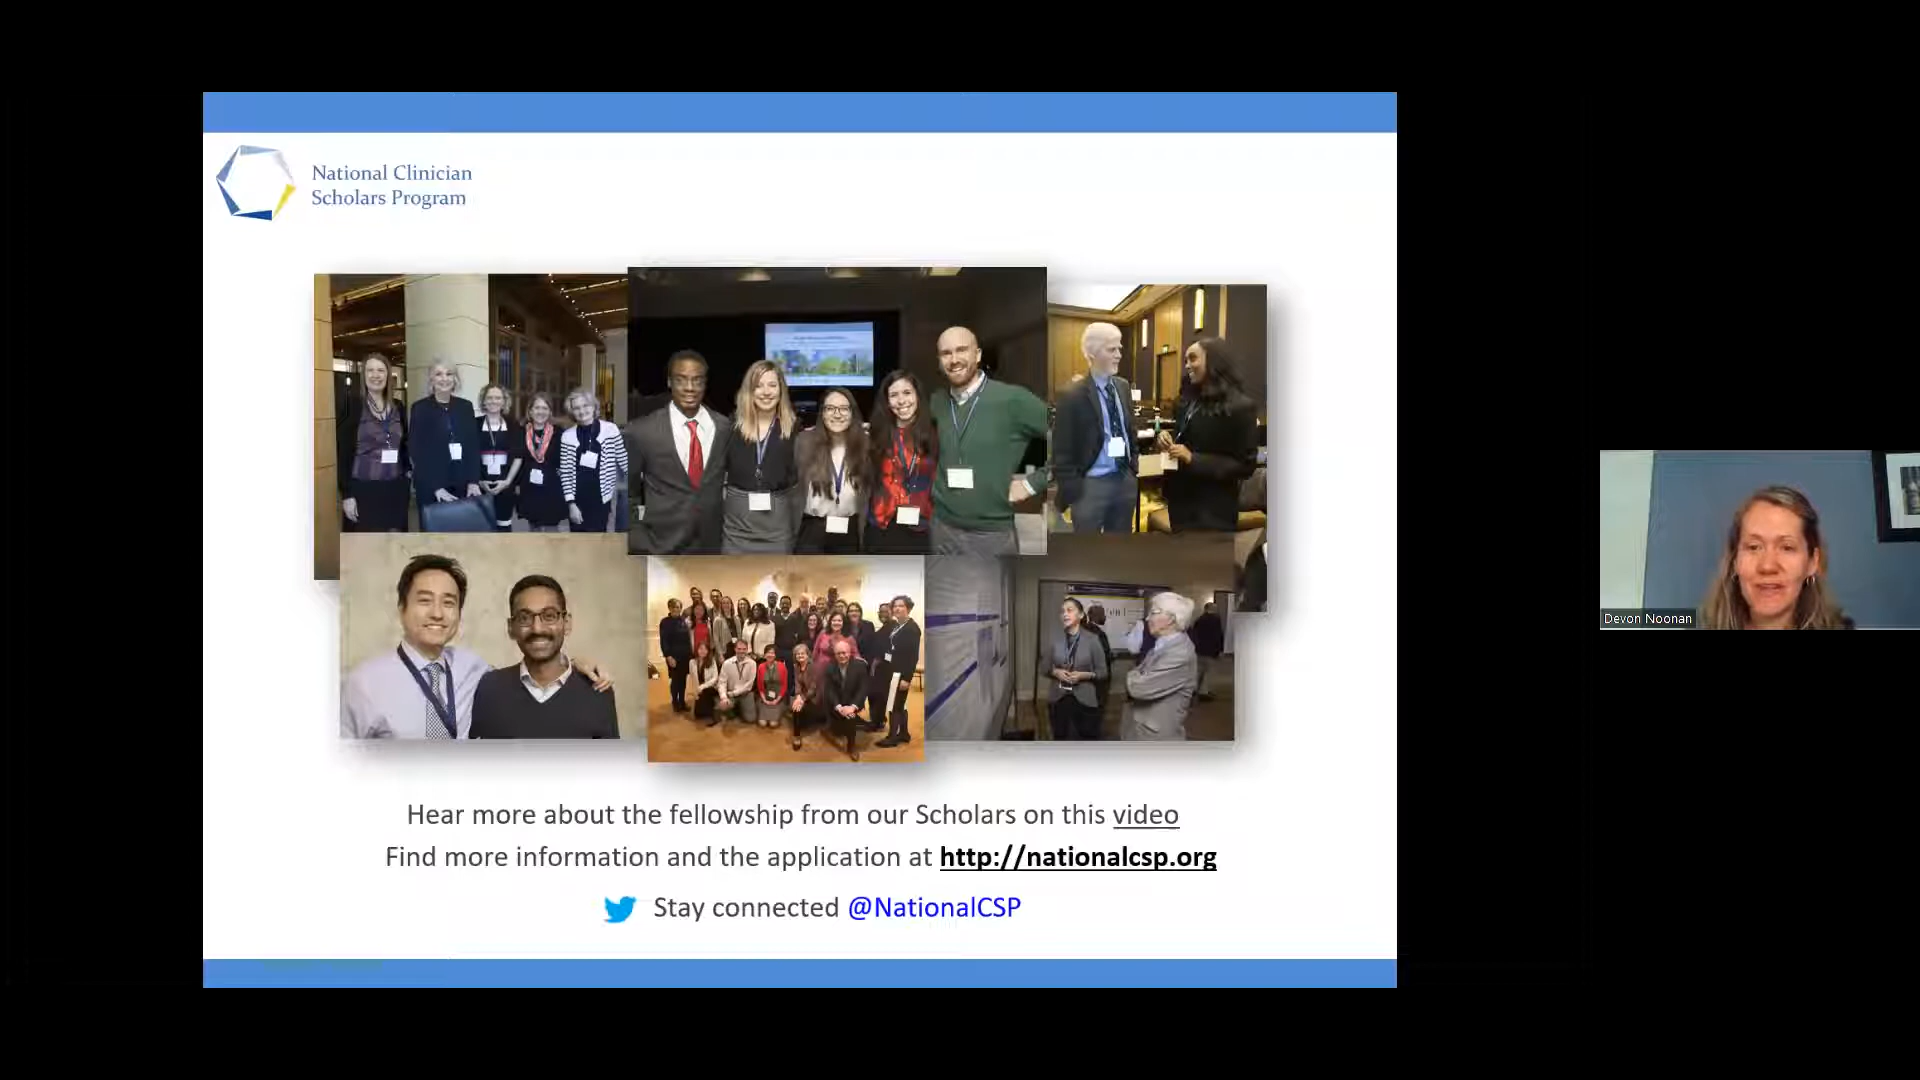 National Clinician
Scholars Program
Hear more about the fellowship from our Scholars on this video
Find more information and the application at http://nationalcsp.org
Stay connected @NationalCSP
Devon Noonan